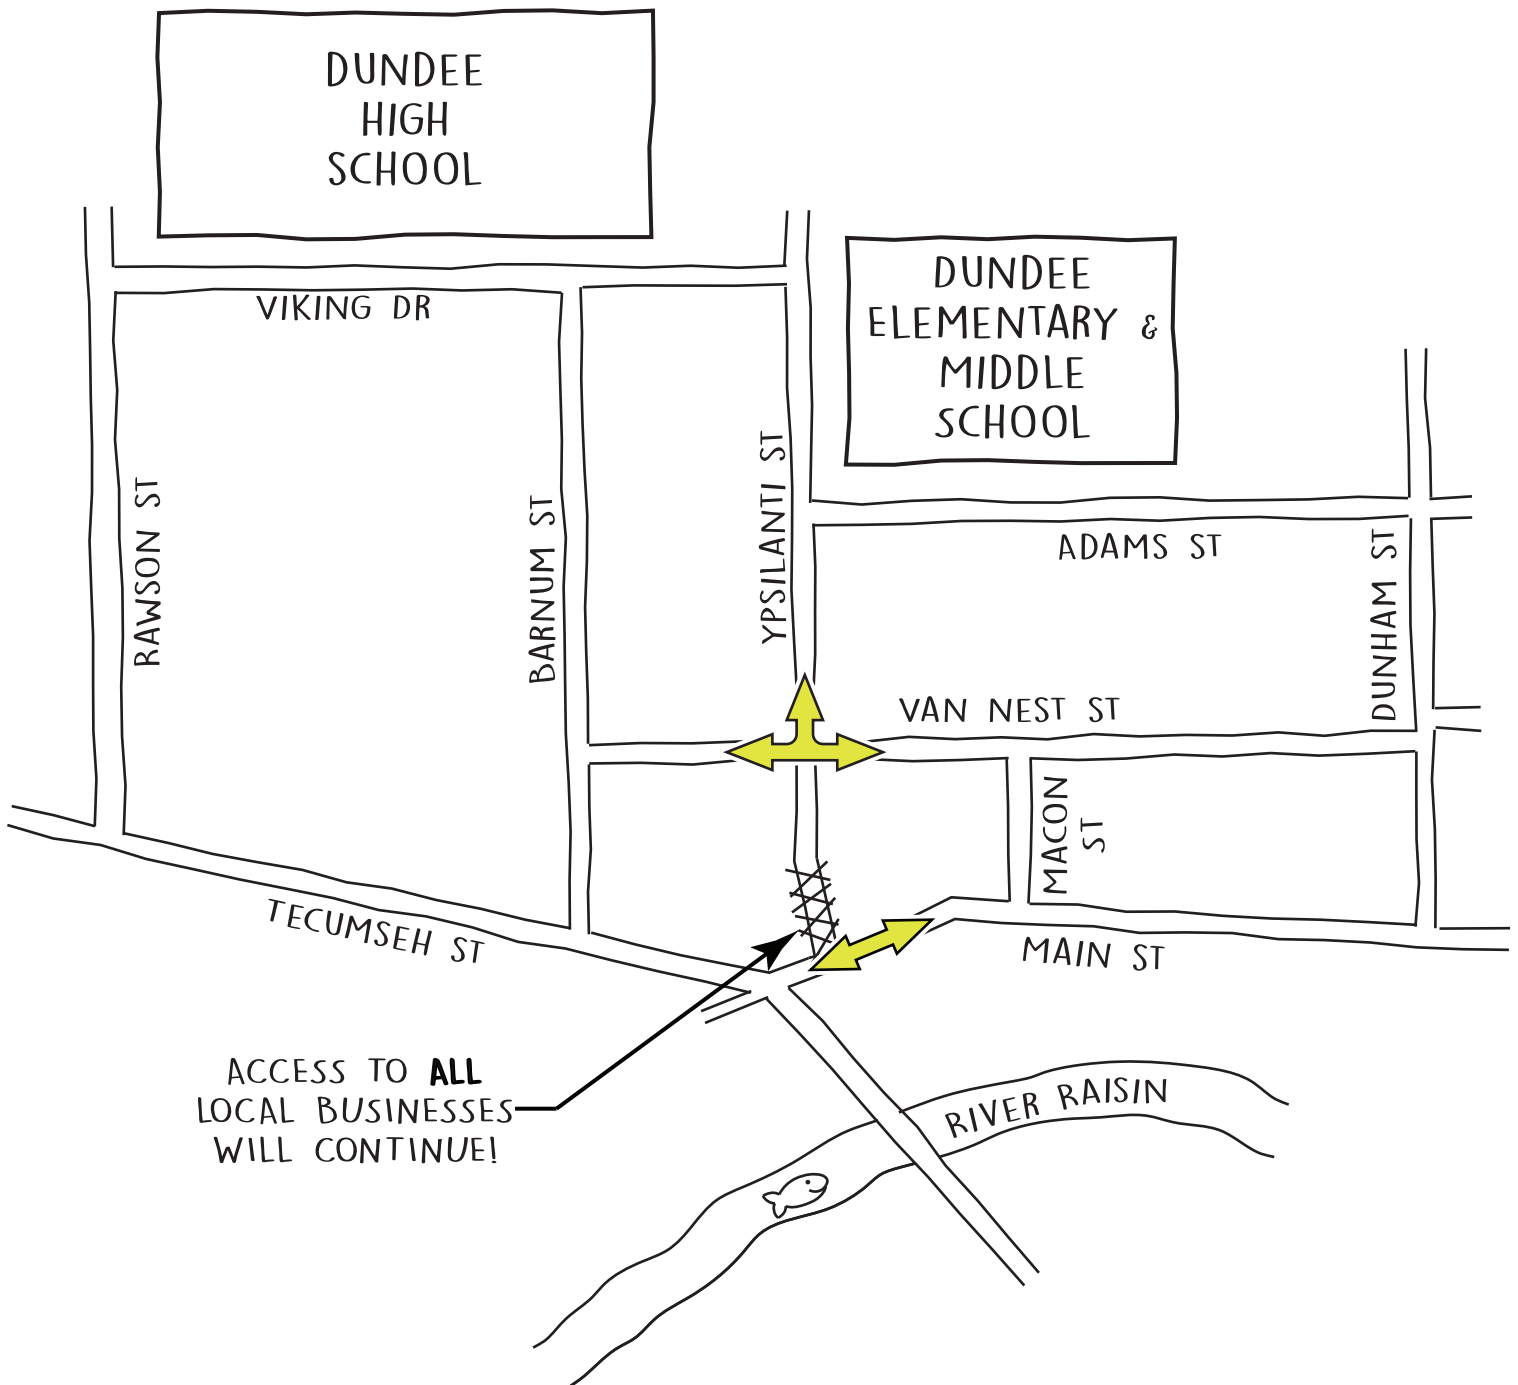 DUNDEE
HIGH
SCHOOL
DUNDEE
ELEMENTARY &
MIDDLE
SCHOOL
VIKING DR
YPSILANTI ST
RAWSON ST
BARNUM ST
ADAMS ST
DUNHAM ST
VAN NEST ST
MACON
ST
TECUMSEH ST
MAIN ST
ACCESS TO ALL
LOCAL BUSINESSES
WILL CONTINUE!
RIVER RAISIN